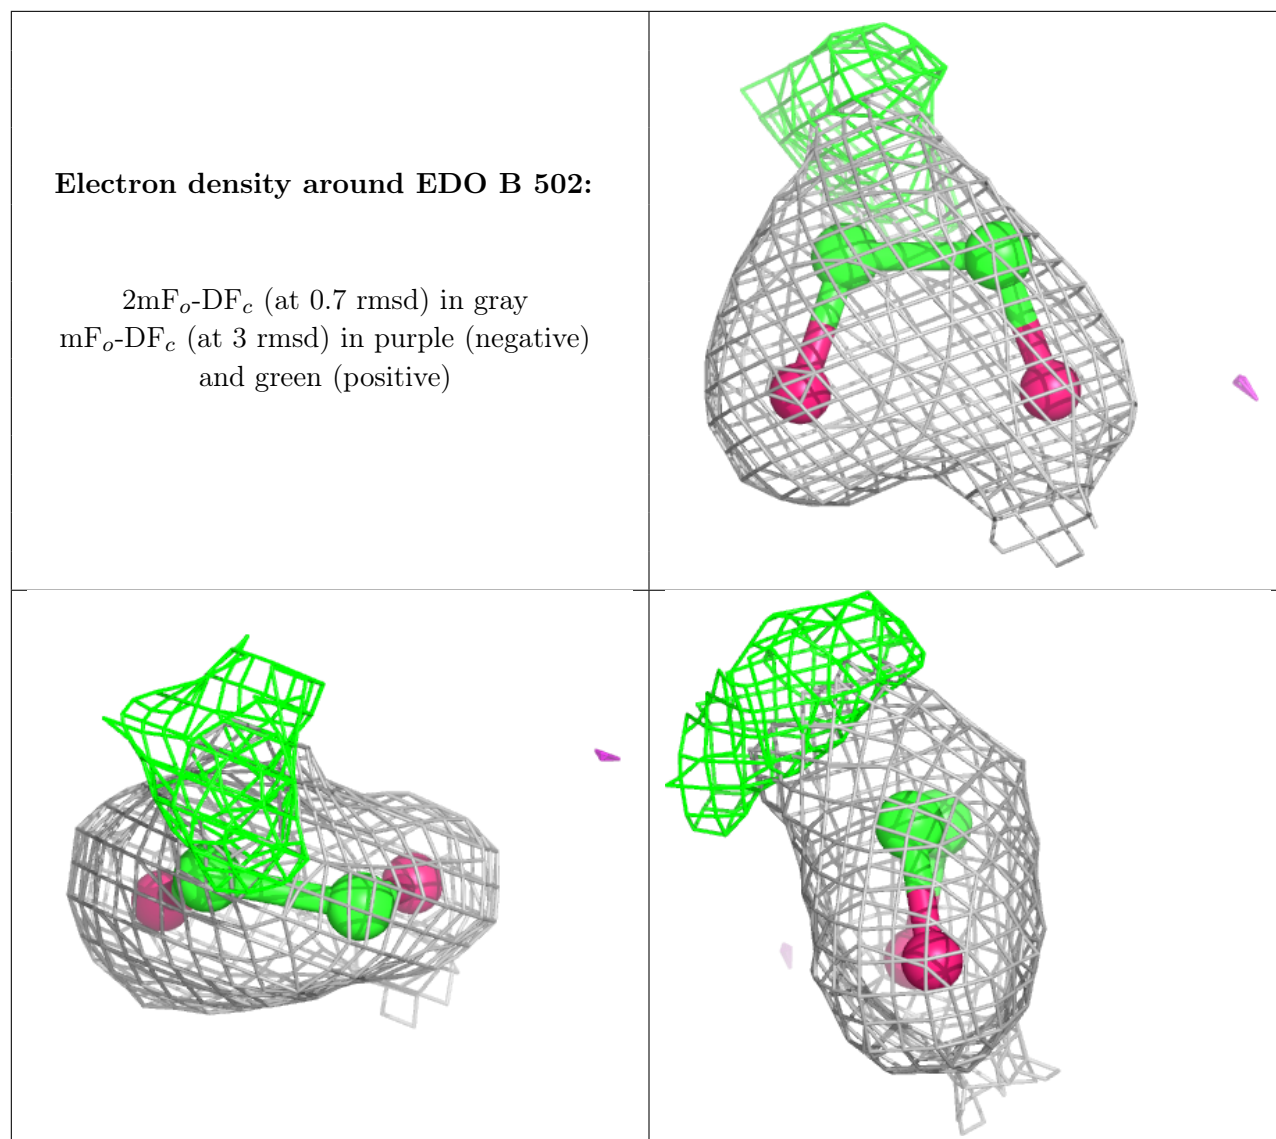 Electron density around EDO B 502:
2mFo-DFc (at 0.7 rmsd) in gray
mFo-DFc (at 3 rmsd) in purple (negative)
and green (positive)